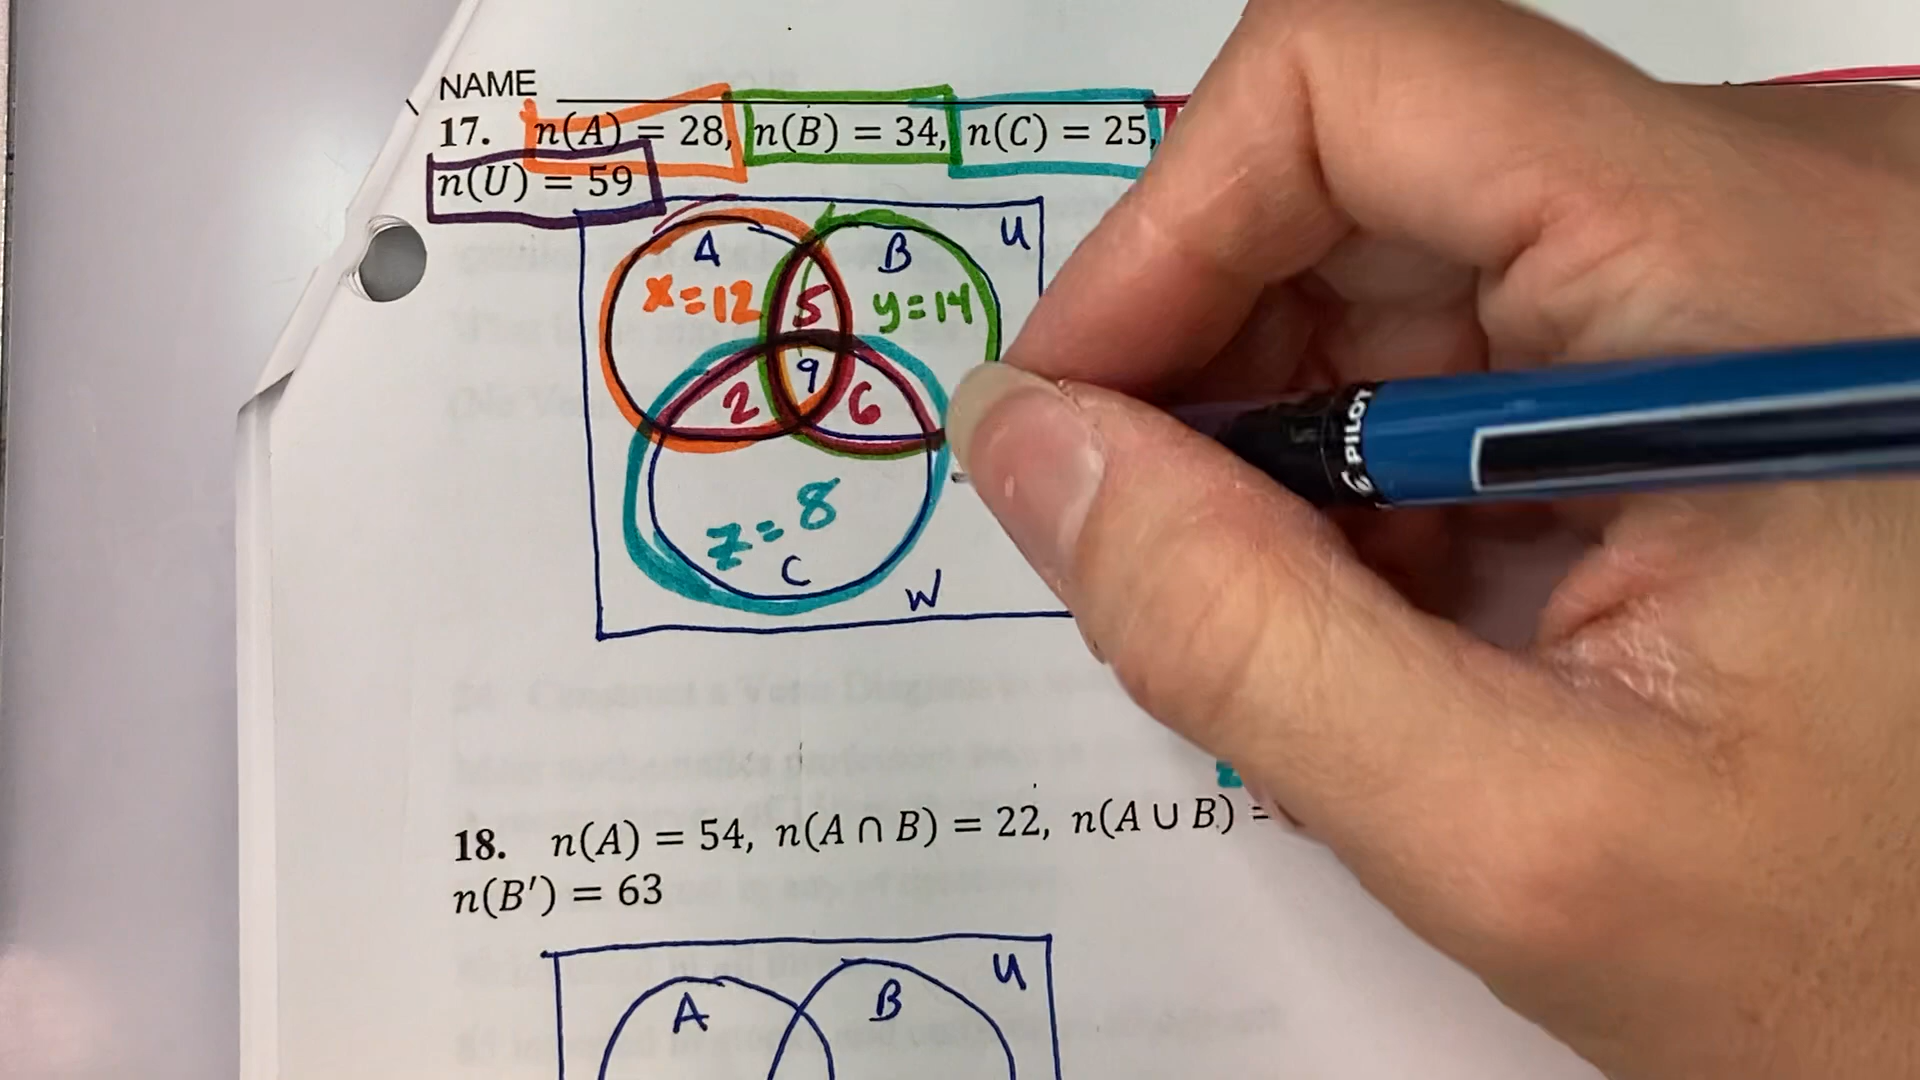 NAME
17. n(A) = 28, n(B) = 34, n(C) = 25,
n(U) = 59
U
A B
x=12 5 y=14
9
2 6
z=8
C
W
PILOT
z
18. n(A) = 54, n(A ∩ B) = 22, n(A ∪ B) =
n(B′) = 63
U
A B